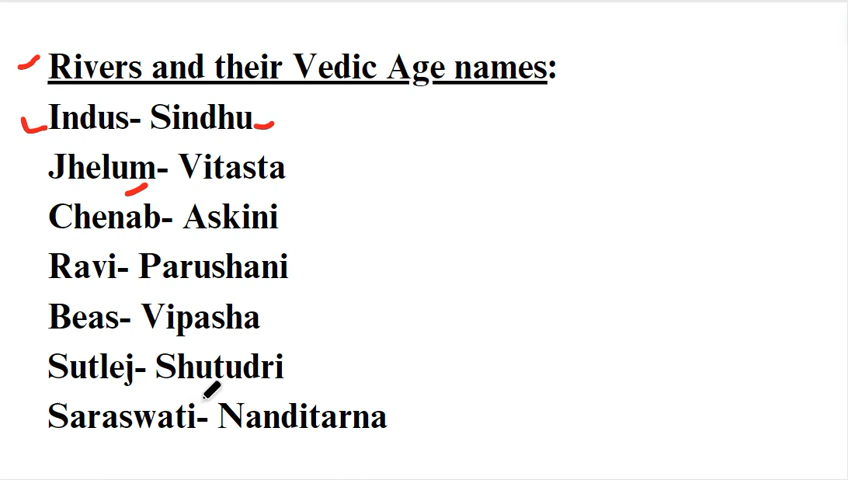 Rivers and their Vedic Age names:
Indus- Sindhu
Jhelum- Vitasta
Chenab- Askini
Ravi- Parushani
Beas- Vipasha
Sutlej- Shutudri
Saraswati- Nanditarna